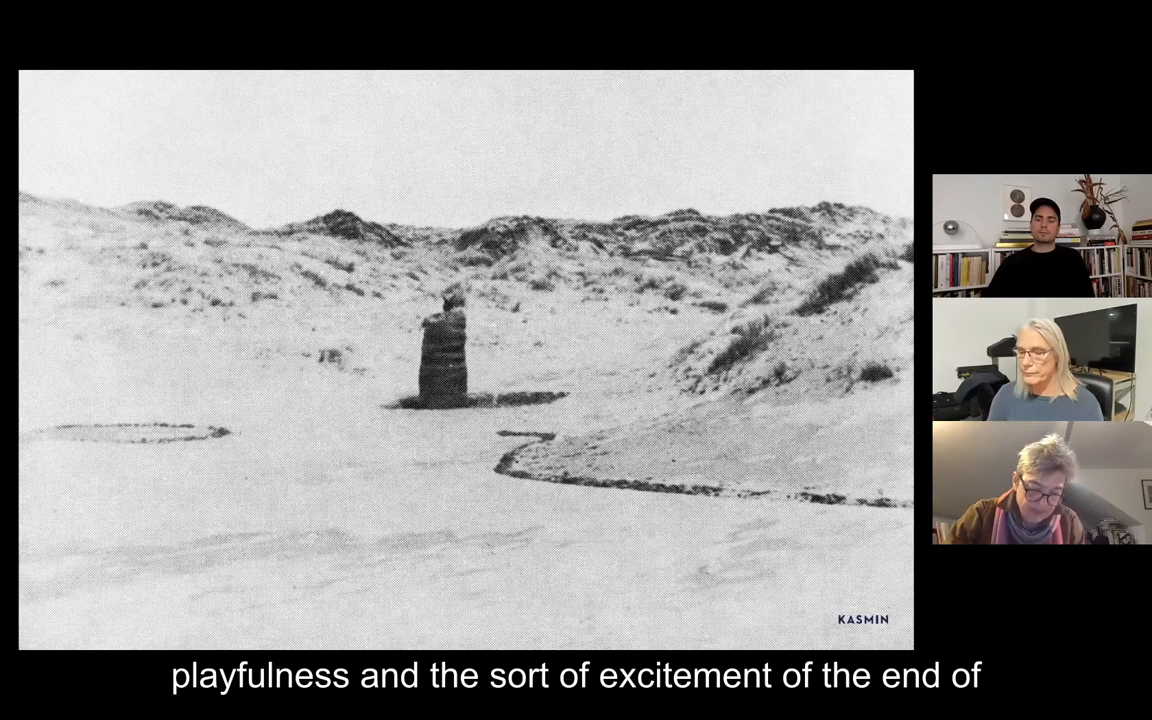 KASMIN
playfulness and the sort of excitement of the end of